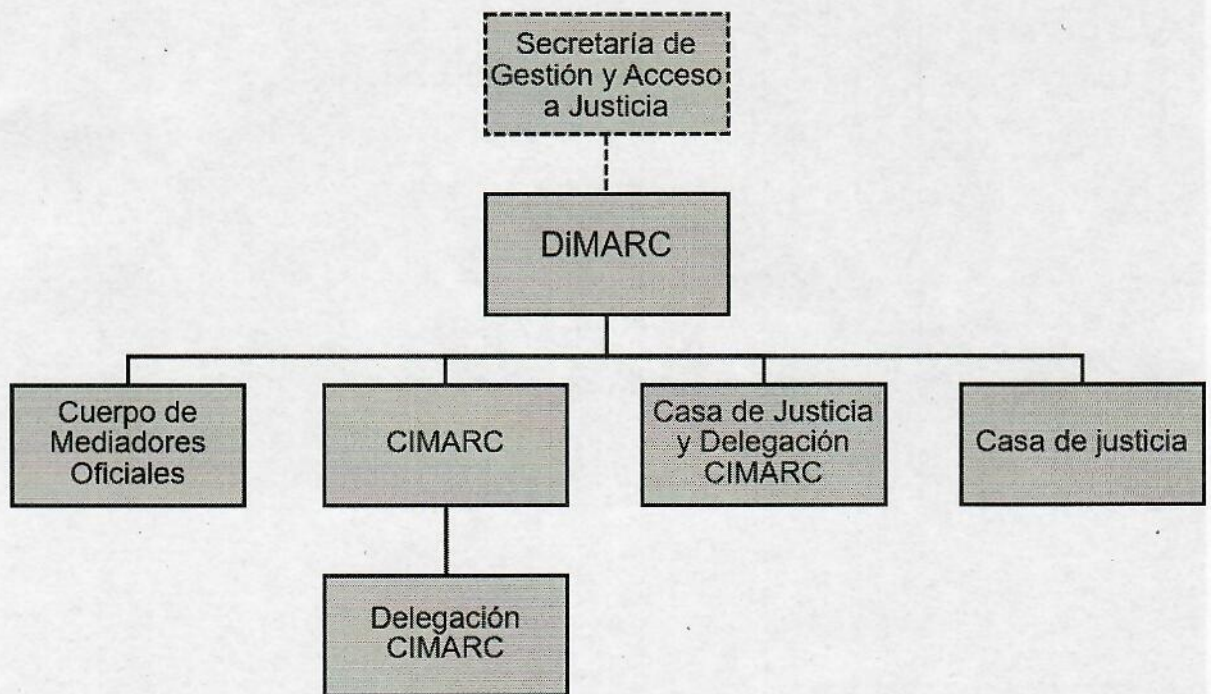 Secretaría de
Gestión y Acceso
a Justicia
DiMARC
Cuerpo de
Mediadores
Oficiales
CIMARC
Casa de Justicia
y Delegación
CIMARC
Casa de justicia
Delegación
CIMARC